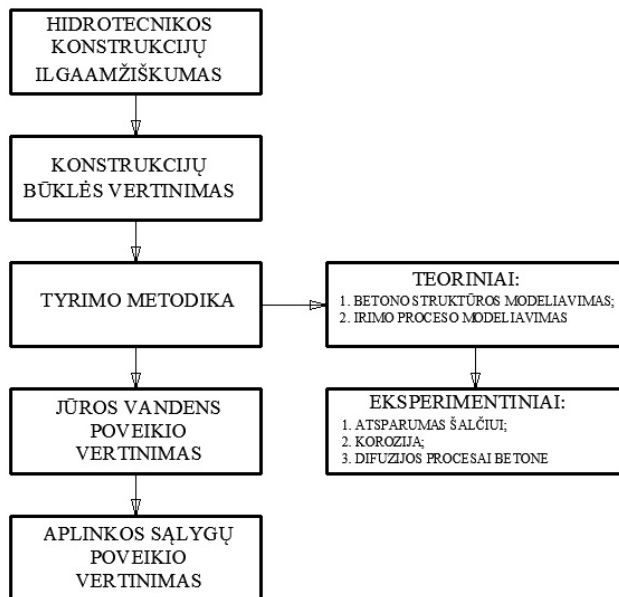 HIDROTECNIKOS
KONSTRUKCIJŲ
ILGAAMŽIŠKUMAS
KONSTRUKCIJŲ
BŪKLĖS VERTINIMAS
TYRIMO METODIKA
TEORINIAI:
1. BETONO STRUKTŪROS MODELIAVIMAS;
2. IRIMO PROCESO MODELIAVIMAS
EKSPERIMENTINIAI:
1. ATSPARUMAS ŠALČIUI;
2. KOROZIJA;
3. DIFUZIJOS PROCESAI BETONE
JŪROS VANDENS
POVEIKIO
VERTINIMAS
APLINKOS SĄLYGŲ
POVEIKIO
VERTINIMAS